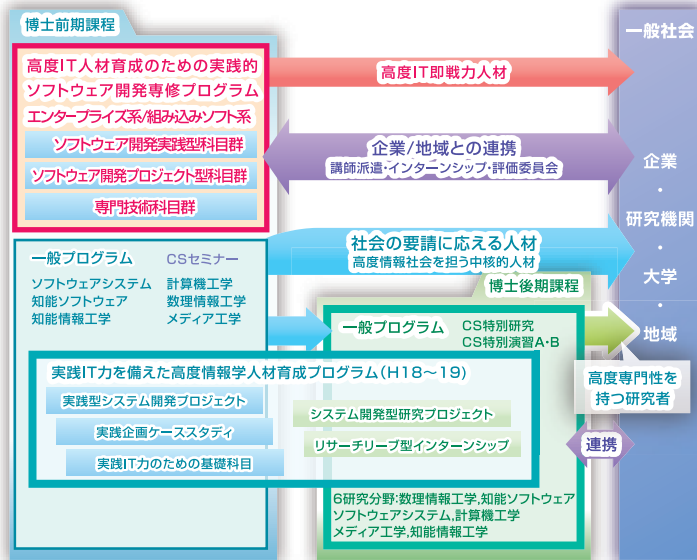 博士前期課程
一般社会
高度IT人材育成のための実践的
ソフトウェア開発専修プログラム
エンタープライズ系/組み込みソフト系
ソフトウェア開発実践型科目群
ソフトウェア開発プロジェクト型科目群
専門技術科目群
高度IT即戦力人材
企業/地域との連携
講師派遣・インターンシップ・評価委員会
企業
・
研究機関
・
大学
・
地域
社会の要請に応える人材
高度情報社会を担う中核的人材
一般プログラム CSセミナー
ソフトウェアシステム 計算機工学
知能ソフトウェア 数理情報工学
知能情報工学 メディア工学
博士後期課程
一般プログラム CS特別研究
CS特別演習A・B
高度専門性を
持つ研究者
実践IT力を備えた高度情報学人材育成プログラム(H18〜19)
実践型システム開発プロジェクト
実践企画ケーススタディ
実践IT力のための基礎科目
システム開発型研究プロジェクト
リサーチリーブ型インターンシップ
連携
6研究分野:数理情報工学,知能ソフトウェア
ソフトウェアシステム,計算機工学
メディア工学,知能情報工学